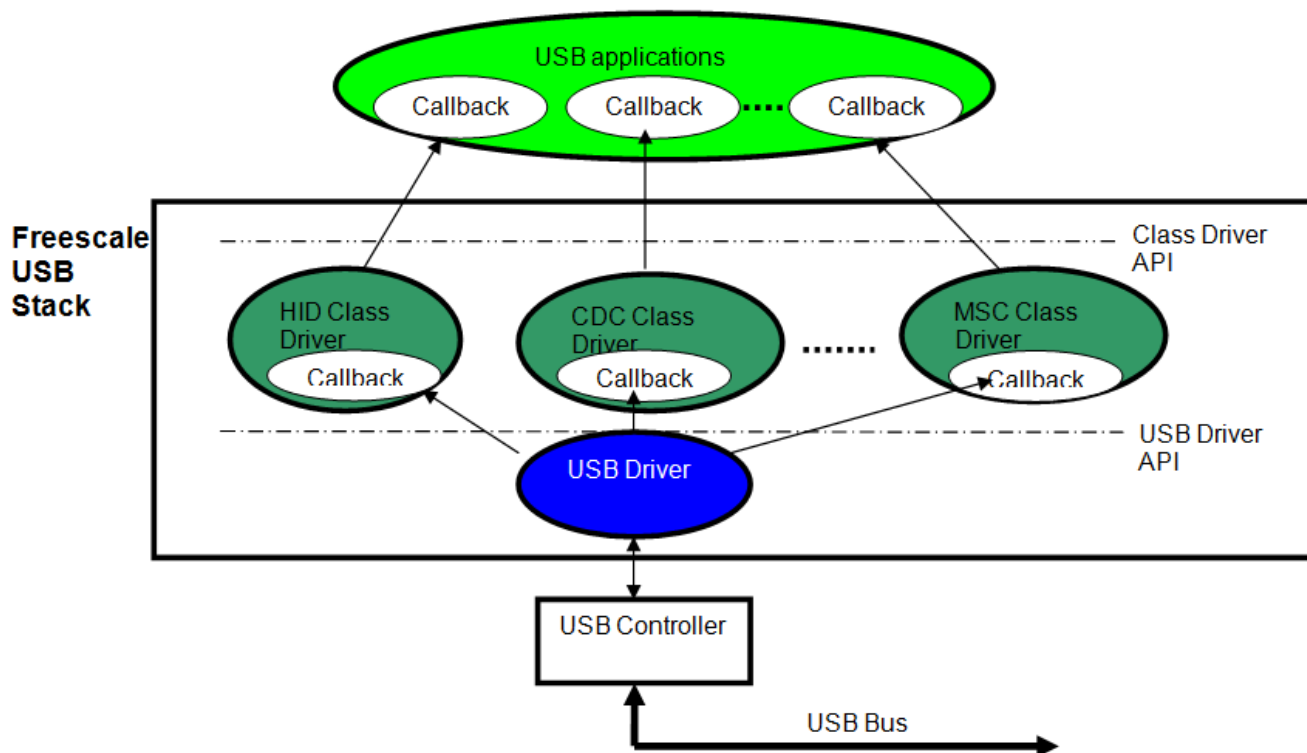 USB applications
Callback
Callback
Callback
Freescale
USB
Stack
Class Driver
API
HID Class
Driver
Callback
CDC Class
Driver
Callback
MSC Class
Driver
Callback
USB Driver
API
USB Driver
USB Controller
USB Bus